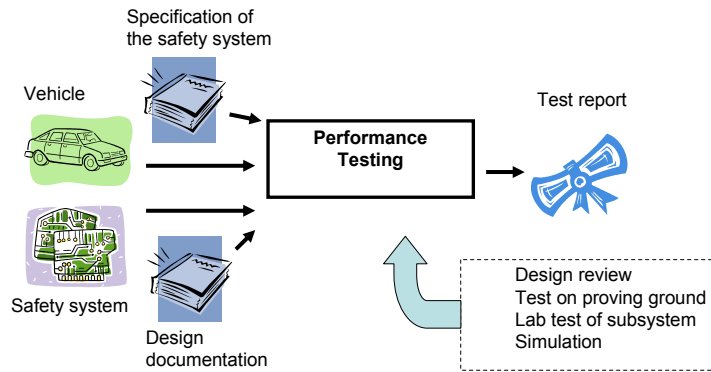 Specification of
the safety system
Vehicle
Test report
Performance
Testing
Safety system
Design
documentation
Design review
Test on proving ground
Lab test of subsystem
Simulation